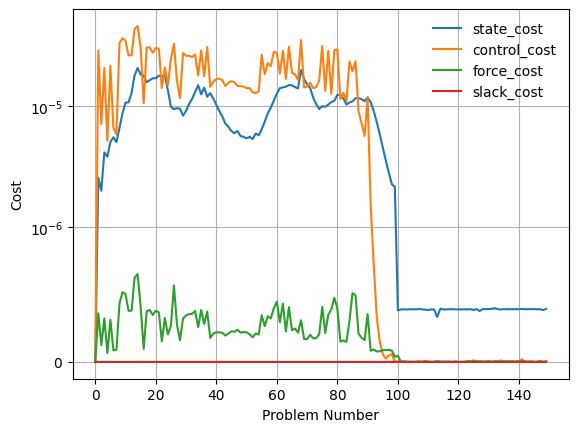 state_cost
control_cost
force_cost
slack_cost
Cost
10⁻⁵
10⁻⁶
0
0 20 40 60 80 100 120 140
Problem Number